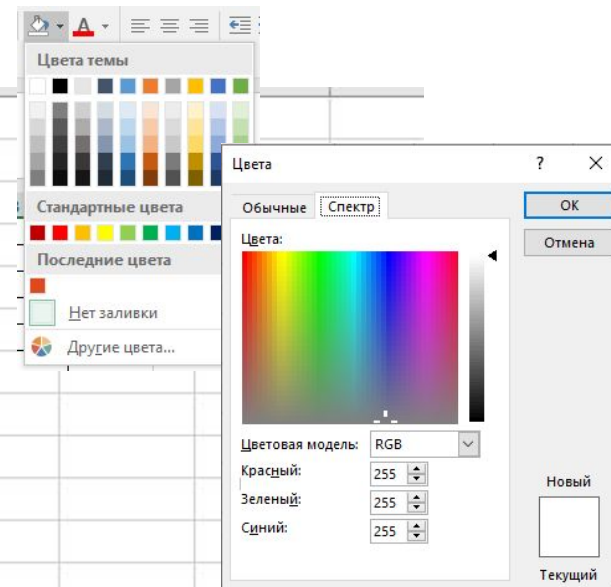 A
Цвета темы
Стандартные цвета
Последние цвета
Нет заливки
Другие цвета...
Цвета
?
Обычные
Спектр
ОК
Отмена
Цвета:
Цветовая модель: RGB
Красный: 255
Зеленый: 255
Синий: 255
Новый
Текущий